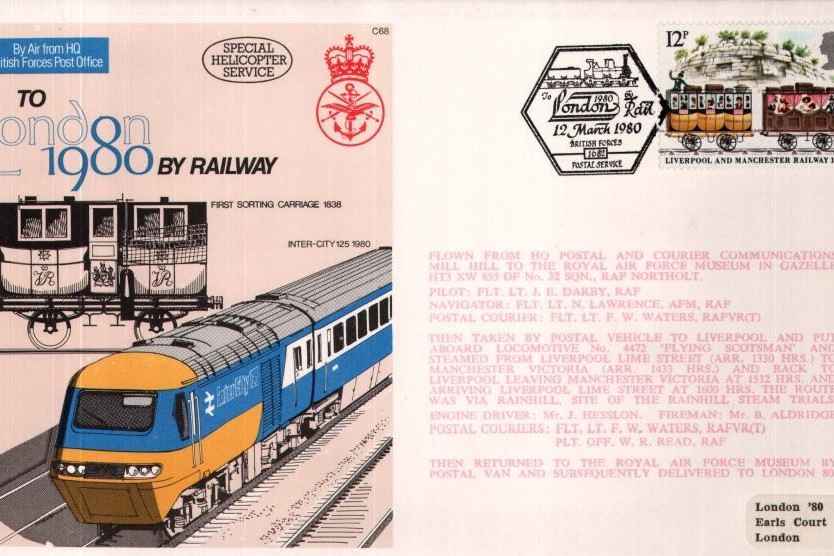 C68
By Air from HQ
British Forces Post Office
SPECIAL
HELICOPTER
SERVICE
TO
London
1980 BY RAILWAY
FIRST SORTING CARRIAGE 1838
INTER-CITY 125 1980
VR
VR
Inter-City 125
To London 1980 By Rail
12 March 1980
BRITISH FORCES
1682
POSTAL SERVICE
12P
LIVERPOOL AND MANCHESTER RAILWAY 1
FLOWN FROM HQ POSTAL AND COURIER COMMUNICATIONS
MILL HILL TO THE ROYAL AIR FORCE MUSEUM IN GAZELLE
HT3 XW 855 OF No. 32 SQN., RAF NORTHOLT.
PILOT: FLT. LT. J. E. DARBY, RAF
NAVIGATOR: FLT. LT. N. LAWRENCE, AFM, RAF
POSTAL COURIER: FLT. LT. F. W. WATERS, RAFVR(T)
THEN TAKEN BY POSTAL VEHICLE TO LIVERPOOL AND PUT
ABOARD LOCOMOTIVE No. 4472 'FLYING SCOTSMAN' AND
STEAMED FROM LIVERPOOL LIME STREET (ARR. 1330 HRS.) TO
MANCHESTER VICTORIA (ARR. 1433 HRS.) AND BACK TO
LIVERPOOL LEAVING MANCHESTER VICTORIA AT 1512 HRS. AND
ARRIVING LIVERPOOL LIME STREET AT 1600 HRS. THE ROUTE
WAS VIA RAINHILL, SITE OF THE RAINHILL STEAM TRIALS.
ENGINE DRIVER: Mr. J. HESSLON. FIREMAN: Mr. B. ALDRIDGE
POSTAL COURIERS: FLT. LT. F. W. WATERS, RAFVR(T)
PLT. OFF. W. R. READ, RAF
THEN RETURNED TO THE ROYAL AIR FORCE MUSEUM BY
POSTAL VAN AND SUBSEQUENTLY DELIVERED TO LONDON 80.
London '80
Earls Court
London